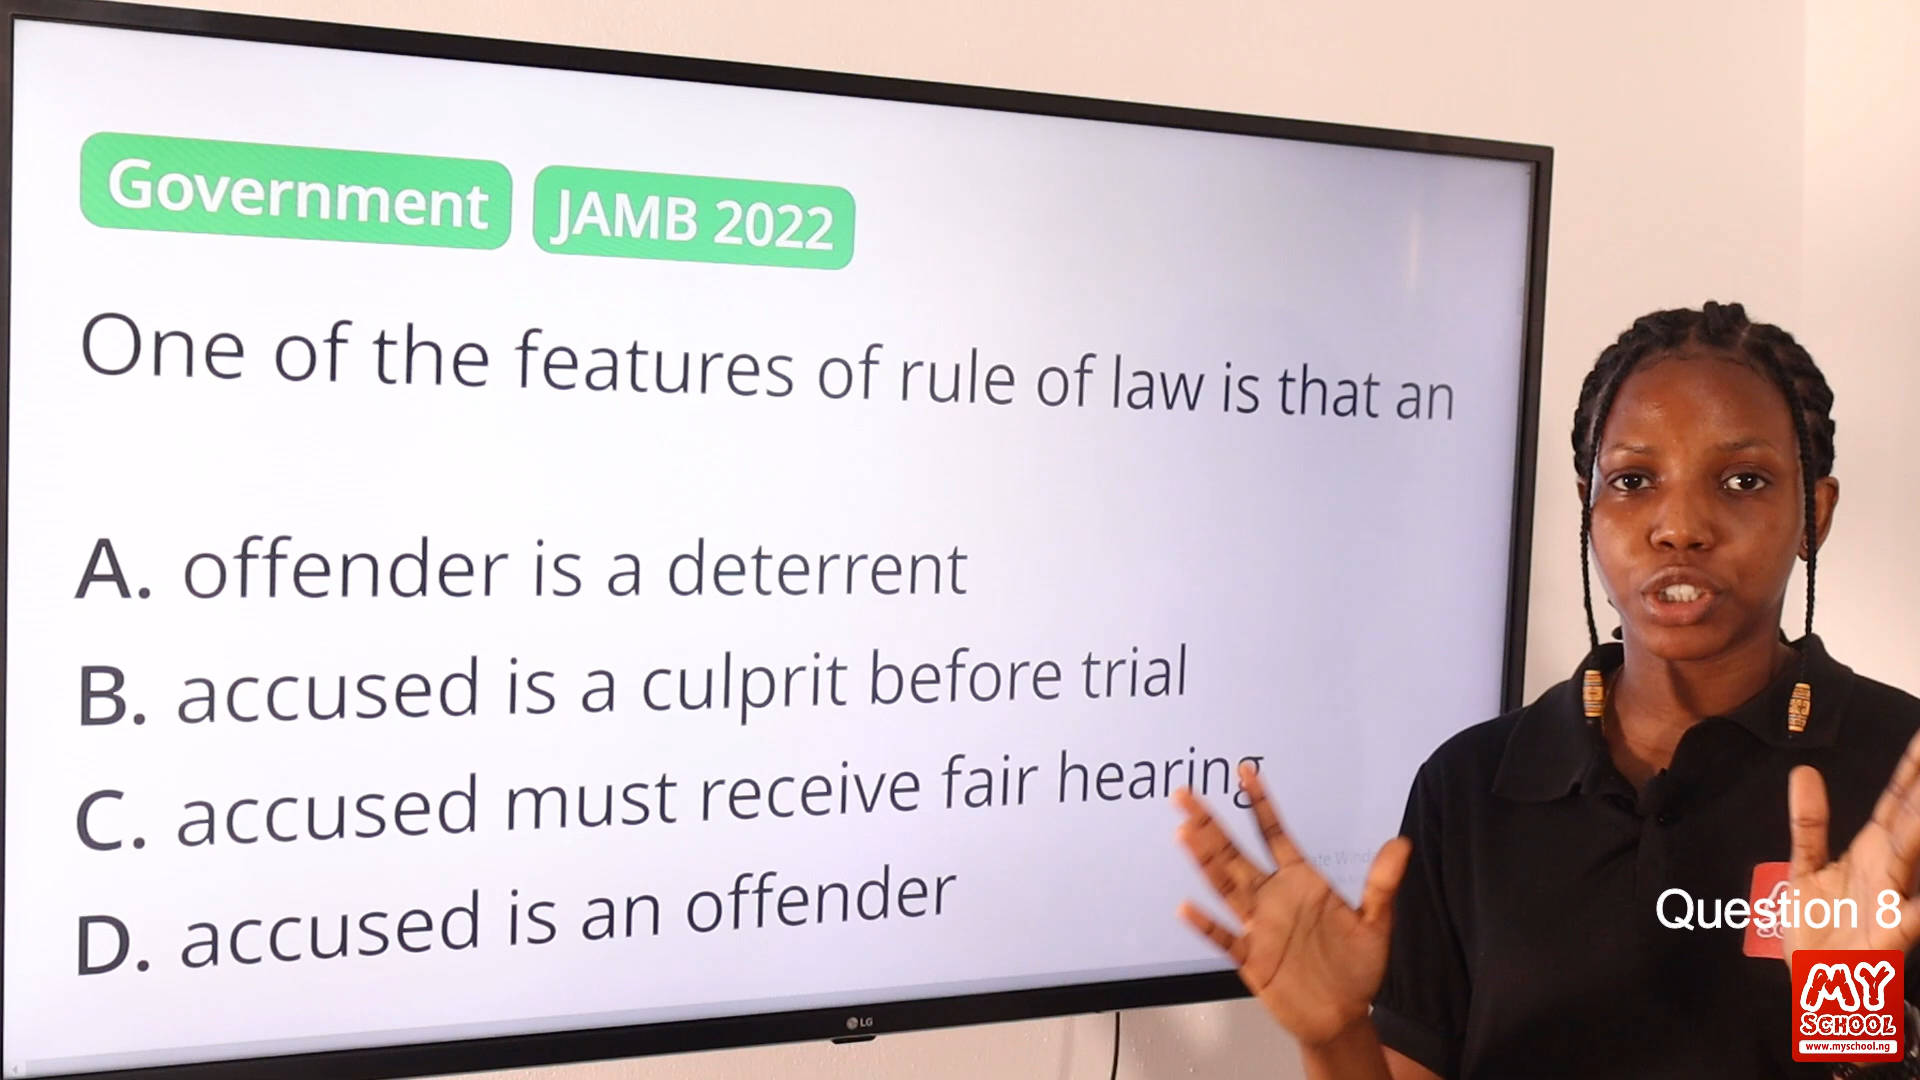 Government JAMB 2022
One of the features of rule of law is that an
A. offender is a deterrent
B. accused is a culprit before trial
C. accused must receive fair hearing
D. accused is an offender
LG
Question 8
MY
SCHOOL
www.myschool.ng